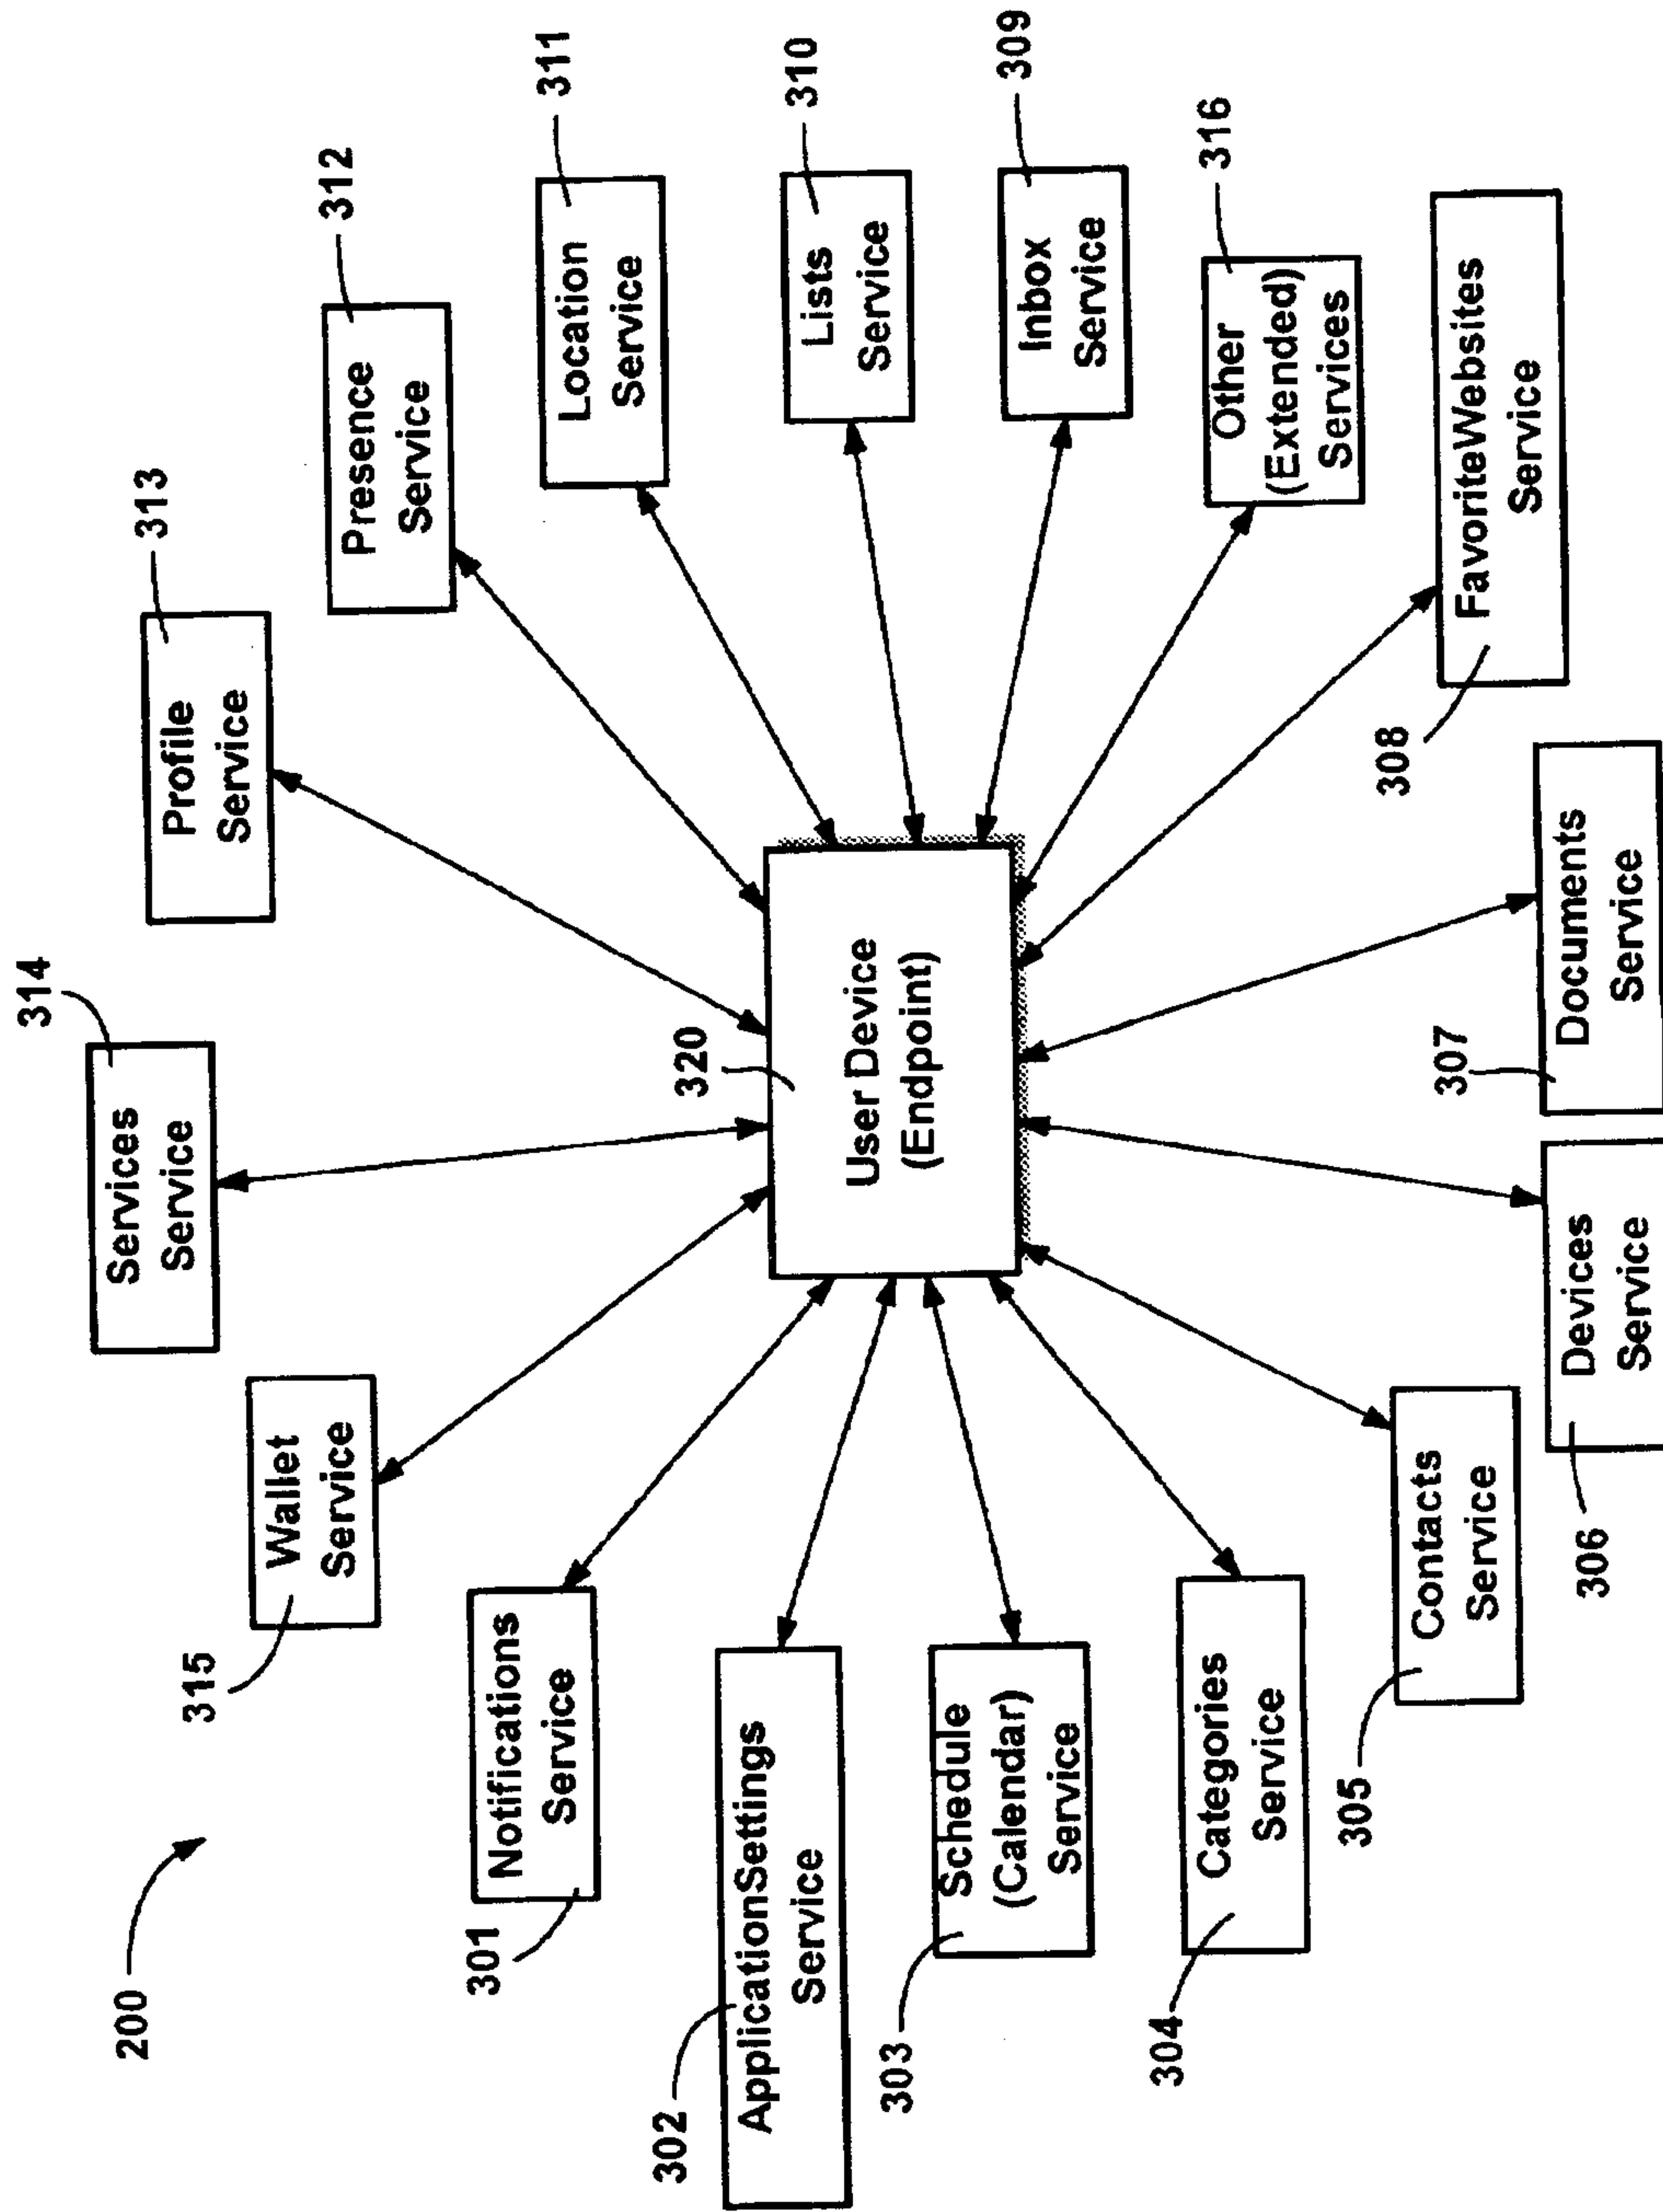 200
314
Services
Service
313
Profile
Service
312
Presence
Service
311
Location
Service
310
Lists
Service
309
Inbox
Service
316
Other
(Extended)
Services
308
FavoriteWebsites
Service
307
Documents
Service
306
Devices
Service
305
Contacts
Service
304
Categories
Service
303
Schedule
(Calendar)
Service
302
ApplicationSettings
Service
301
Notifications
Service
315
Wallet
Service
320
User Device
(Endpoint)